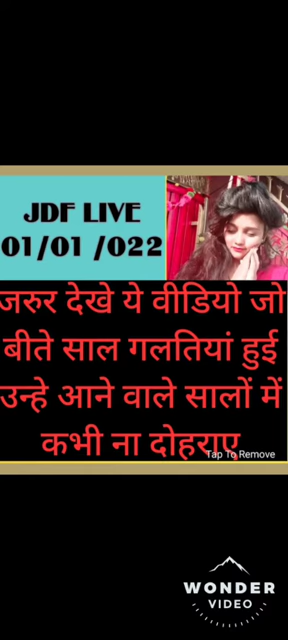 JDF LIVE
01/01 /022
जरुर देखे ये वीडियो जो
बीते साल गलतियां हुई
उन्हे आने वाले सालों में
कभी ना दोहराए
Tap To Remove
WONDER
VIDEO